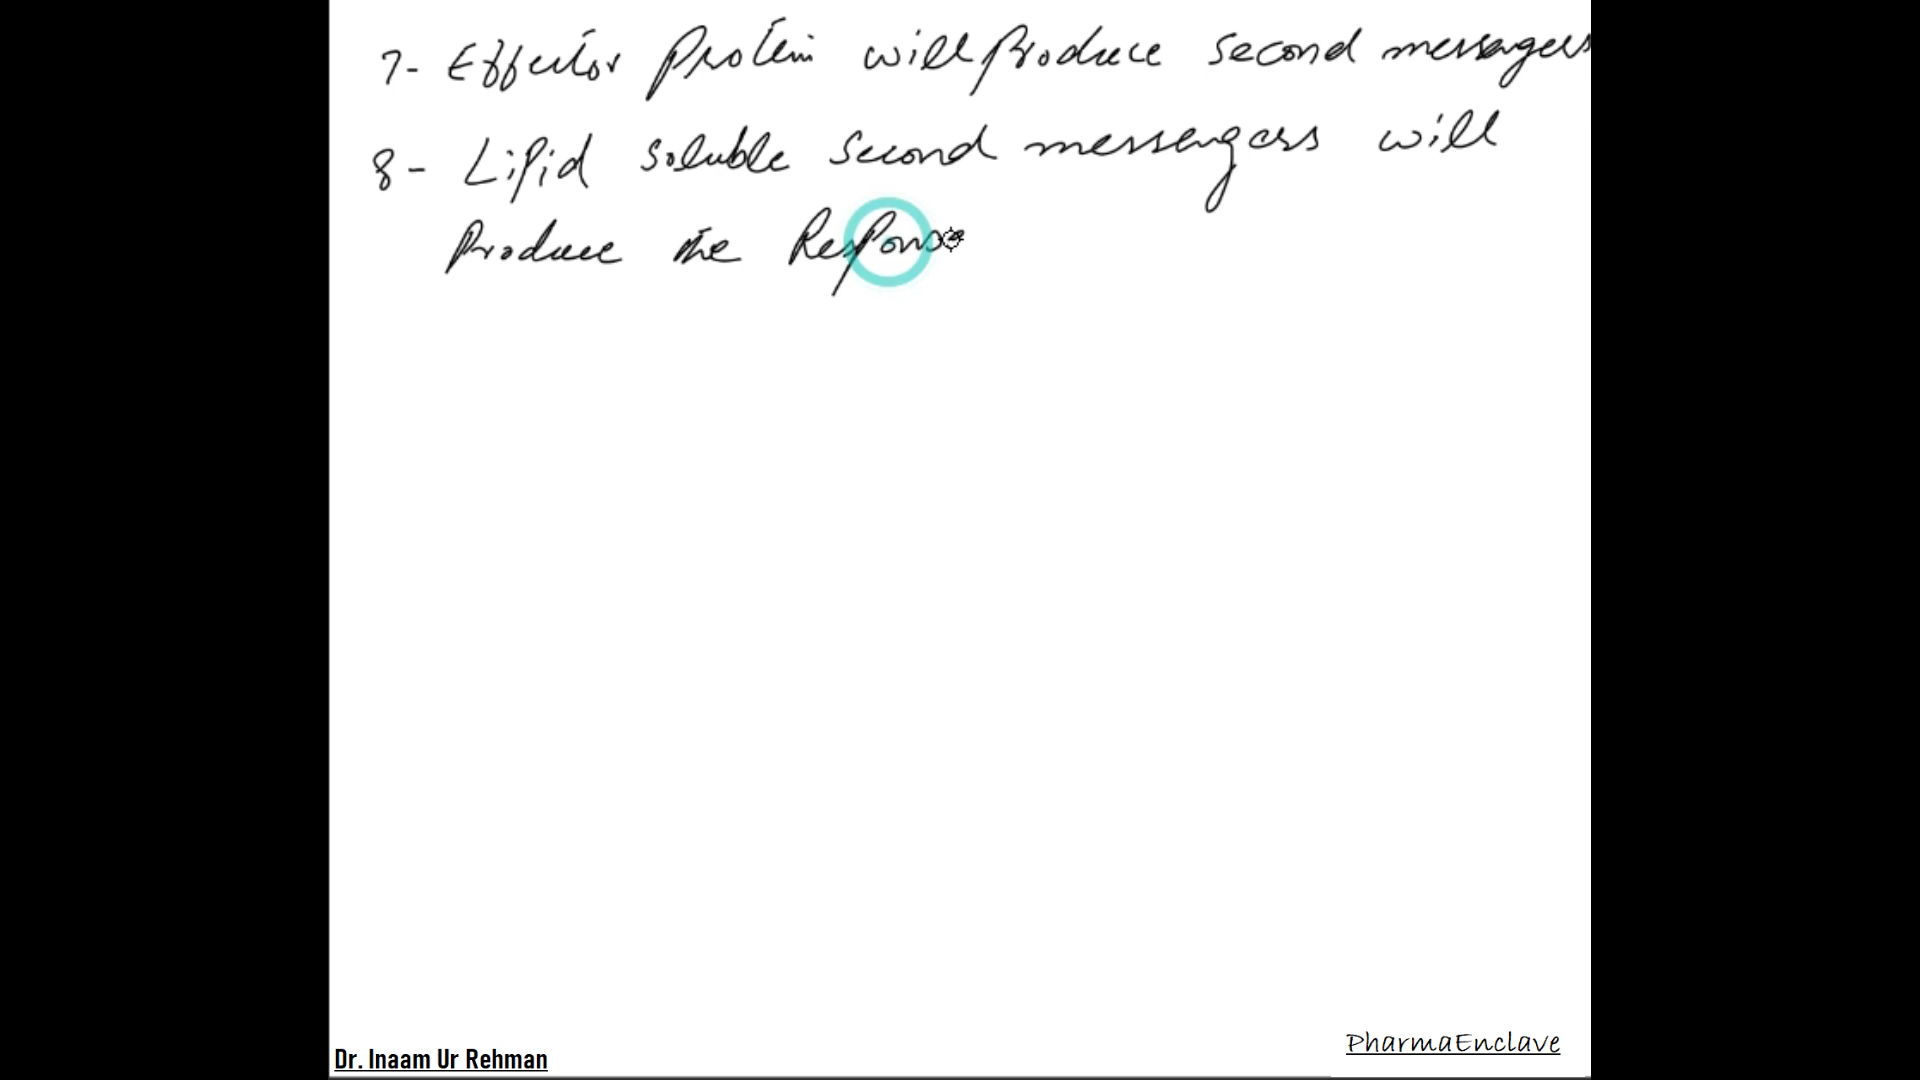 7- Effector Protein will Produce second messengers
8- Lipid soluble second messengers will
Produce the Response
Dr. Inaam Ur Rehman
PharmaEnclave